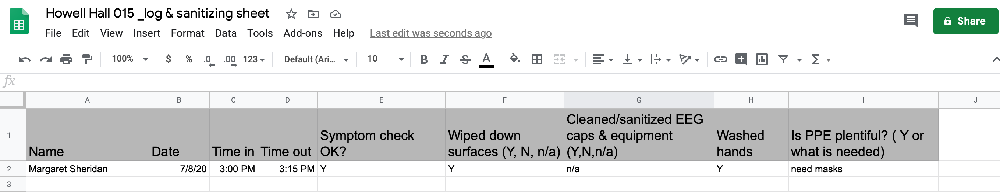 Howell Hall 015 _log & sanitizing sheet
File Edit View Insert Format Data Tools Add-ons Help Last edit was seconds ago
Share
100% $ % .0 .00 123 Default (Ari... 10 B I S A Σ
fx
A B C D E F G H I J
1
Name
Date
Time in
Time out
Symptom check
OK?
Wiped down
surfaces (Y, N, n/a)
Cleaned/sanitized EEG
caps & equipment
(Y,N,n/a)
Washed
hands
Is PPE plentiful? ( Y or
what is needed)
2 Margaret Sheridan 7/8/20 3:00 PM 3:15 PM Y Y n/a Y need masks
3